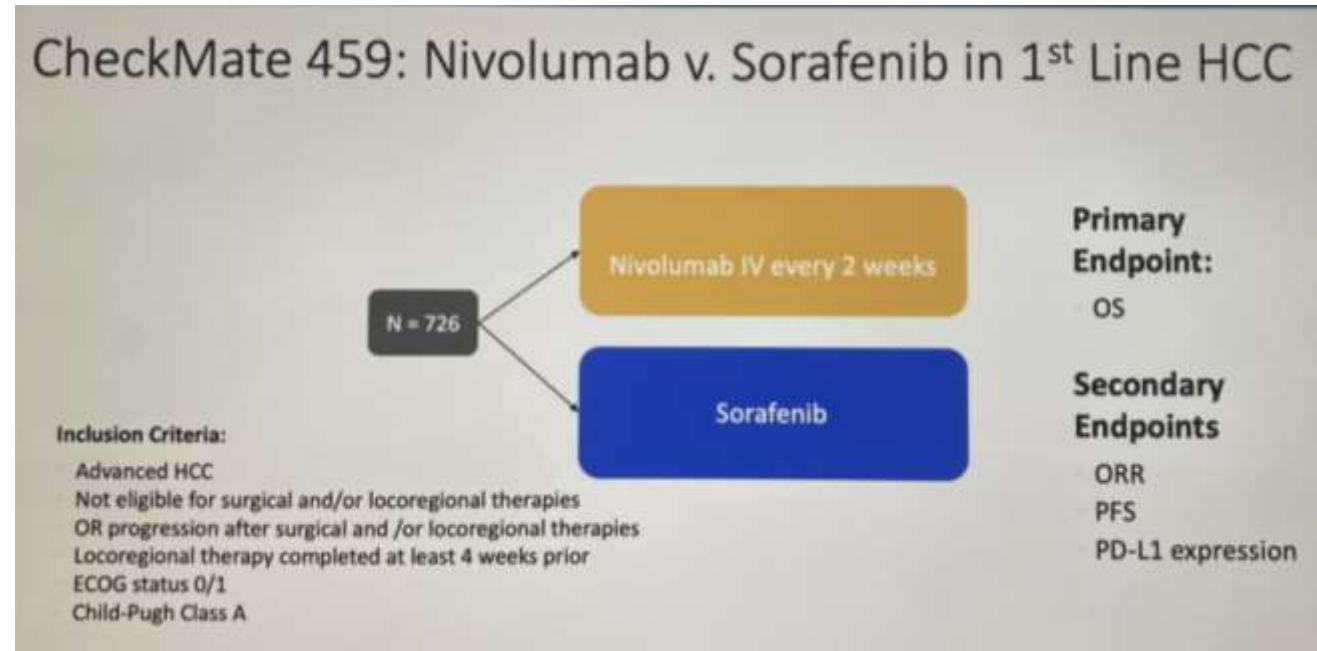 CheckMate 459: Nivolumab v. Sorafenib in 1st Line HCC
Nivolumab IV every 2 weeks
N = 726
Sorafenib
Primary
Endpoint:
OS
Secondary
Endpoints
ORR
PFS
PD-L1 expression
Inclusion Criteria:
Advanced HCC
Not eligible for surgical and/or locoregional therapies
OR progression after surgical and /or locoregional therapies
Locoregional therapy completed at least 4 weeks prior
ECOG status 0/1
Child-Pugh Class A